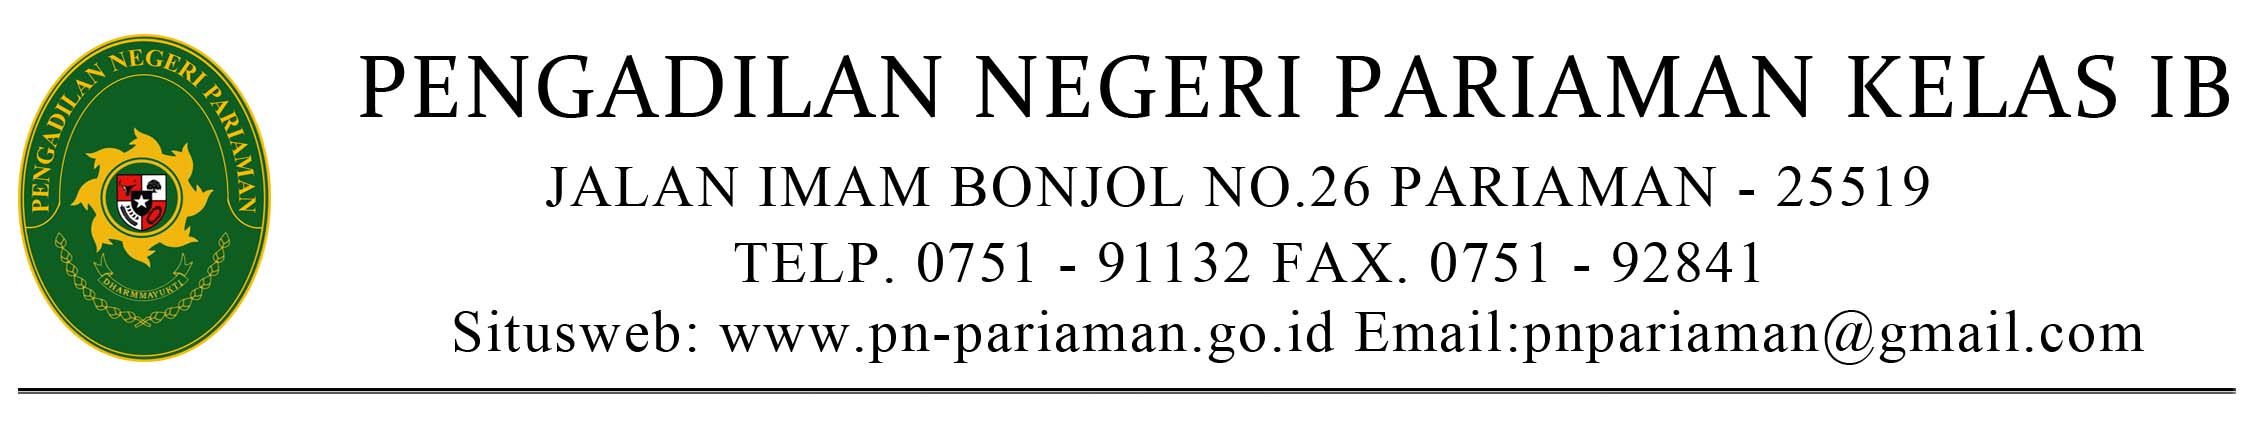 PENGADILAN NEGERI PARIAMAN
DHARMMAYUKTI
PENGADILAN NEGERI PARIAMAN KELAS IB
JALAN IMAM BONJOL NO.26 PARIAMAN - 25519
TELP. 0751 - 91132 FAX. 0751 - 92841
Situsweb: www.pn-pariaman.go.id Email:pnpariaman@gmail.com